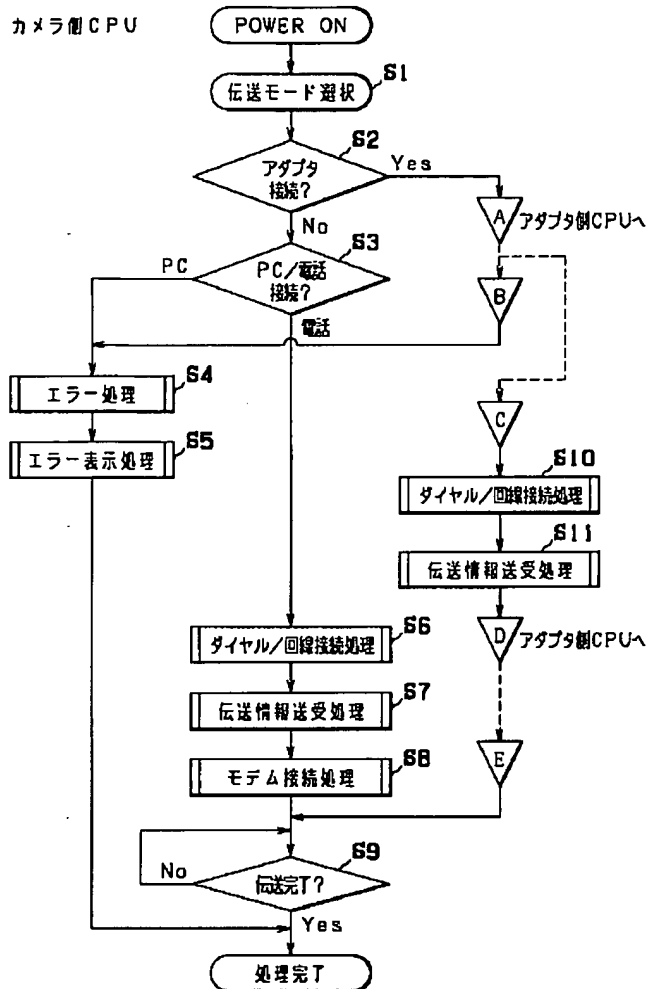 カメラ側CPU
POWER ON
伝送モード選択
S1
アダプタ
接続?
S2
Yes
No
A
アダプタ側CPUへ
PC/電話
接続?
S3
PC
電話
B
エラー処理
S4
エラー表示処理
S5
C
ダイヤル/回線接続処理
S10
伝送情報送受処理
S11
D
アダプタ側CPUへ
ダイヤル/回線接続処理
S6
伝送情報送受処理
S7
モデム接続処理
S8
E
伝送完了?
S9
No
Yes
処理完了